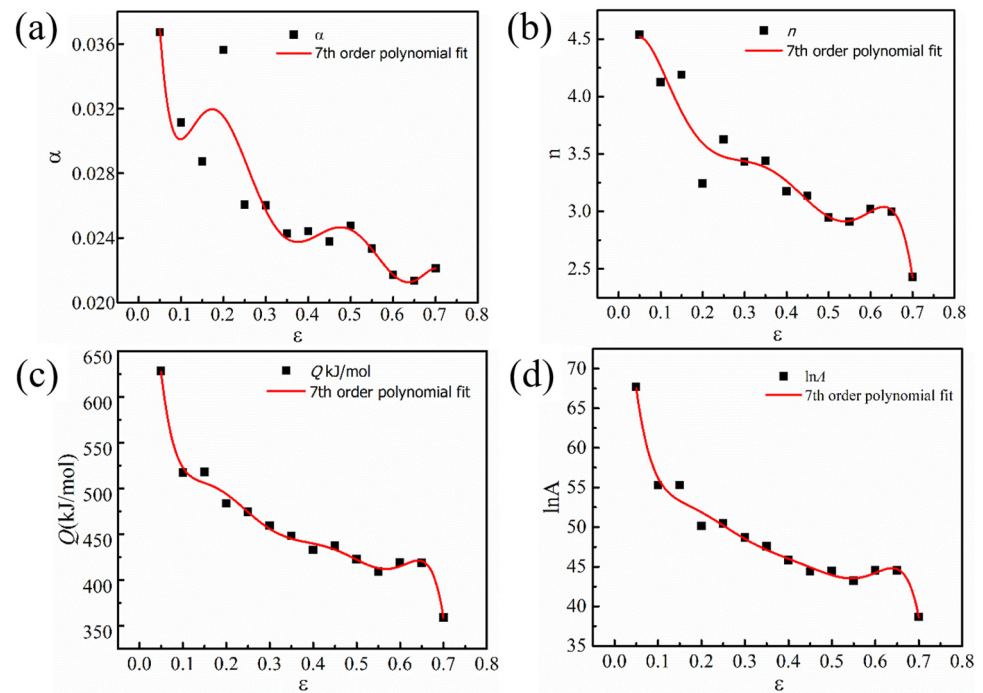 (a)
α
7th order polynomial fit
0.036
0.032
0.028
0.024
0.020
α
0.0 0.1 0.2 0.3 0.4 0.5 0.6 0.7 0.8
ε
(b)
n
7th order polynomial fit
4.5
4.0
3.5
3.0
2.5
n
0.0 0.1 0.2 0.3 0.4 0.5 0.6 0.7 0.8
ε
(c)
Q kJ/mol
7th order polynomial fit
650
600
550
500
450
400
350
Q(kJ/mol)
0.0 0.1 0.2 0.3 0.4 0.5 0.6 0.7 0.8
ε
(d)
lnA
7th order polynomial fit
70
65
60
55
50
45
40
35
lnA
0.0 0.1 0.2 0.3 0.4 0.5 0.6 0.7 0.8
ε